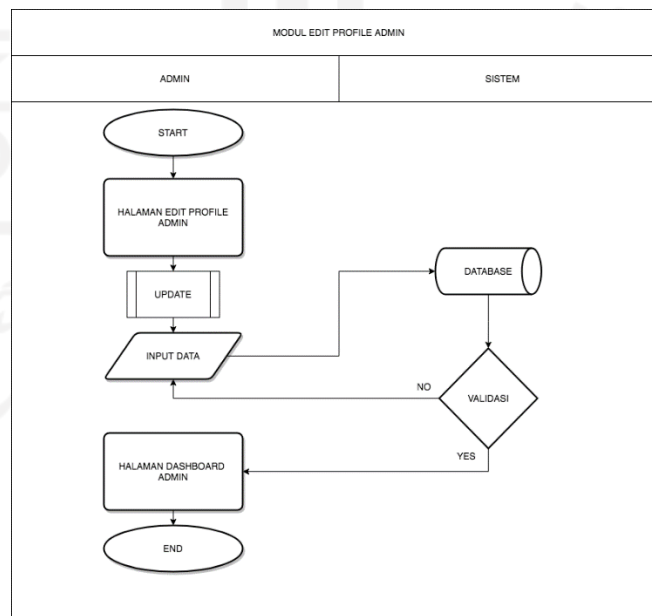 MODUL EDIT PROFILE ADMIN
ADMIN
SISTEM
START
HALAMAN EDIT PROFILE
ADMIN
UPDATE
DATABASE
INPUT DATA
NO
VALIDASI
YES
HALAMAN DASHBOARD
ADMIN
END